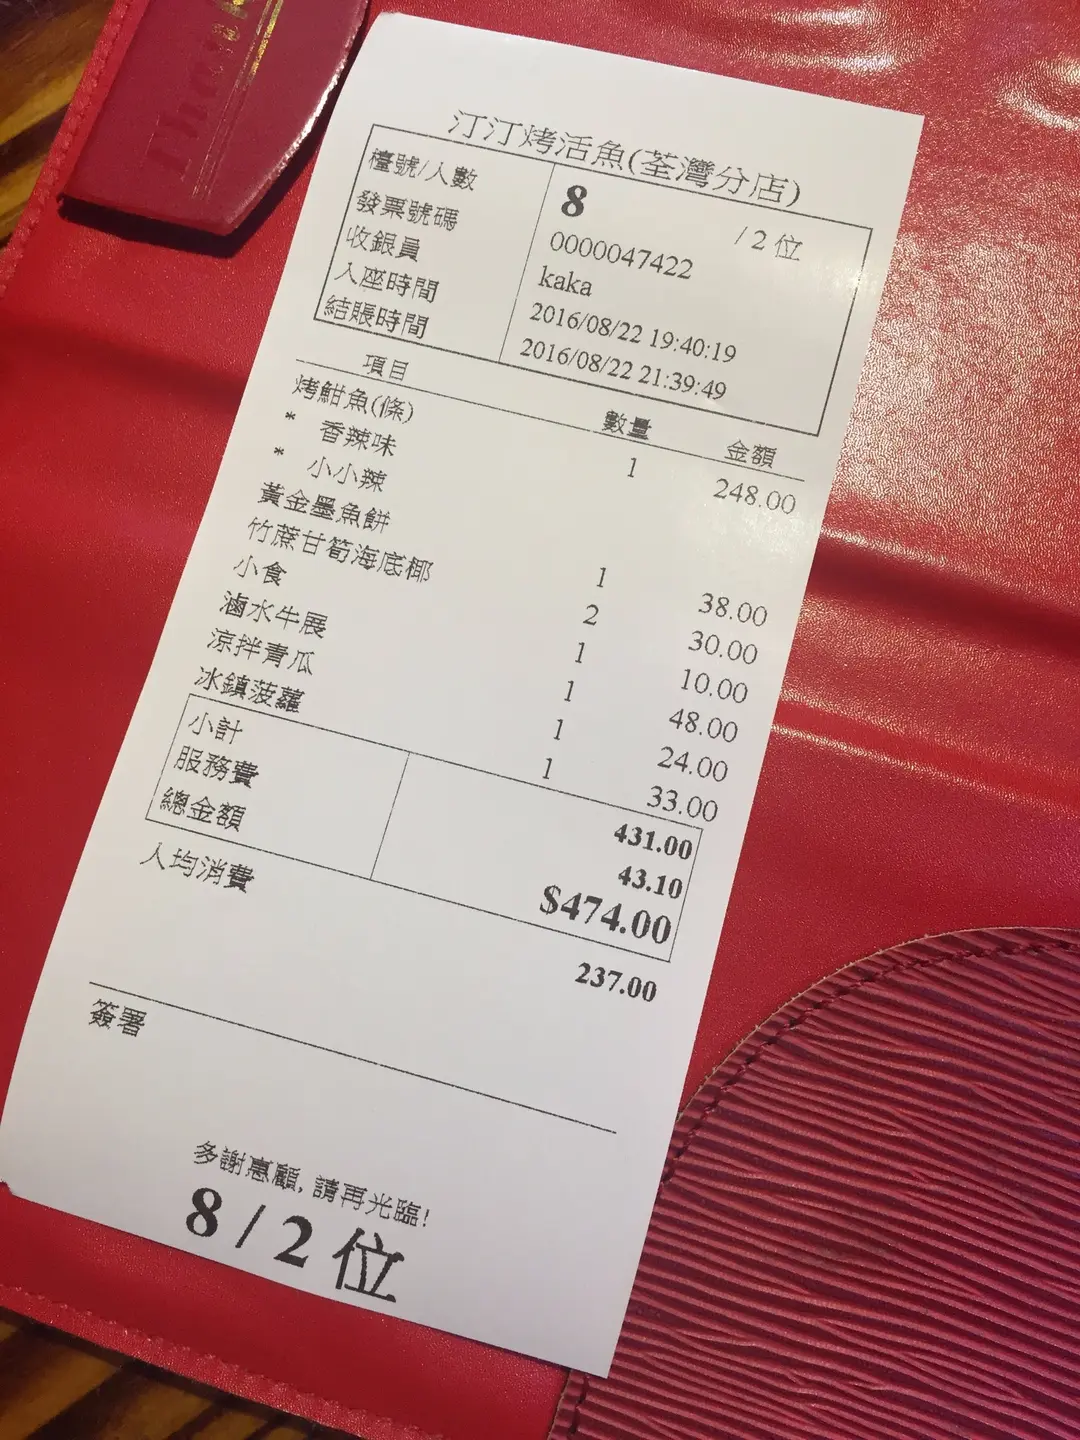 Thank
汀汀烤活魚(荃灣分店)
檯號/人數 8 /2 位
發票號碼 0000047422
收銀員 kaka
入座時間 2016/08/22 19:40:19
結賬時間 2016/08/22 21:39:49
項目 數量 金額
烤魽魚(條) 1 248.00
* 香辣味
* 小小辣
黃金墨魚餅 1 38.00
竹蔗甘筍海底椰 2 30.00
小食 1 10.00
滷水牛展 1 48.00
涼拌青瓜 1 24.00
冰鎮菠蘿 1 33.00
小計 431.00
服務費 43.10
總金額 $474.00
人均消費 237.00
簽署
多謝惠顧, 請再光臨!
8 / 2 位